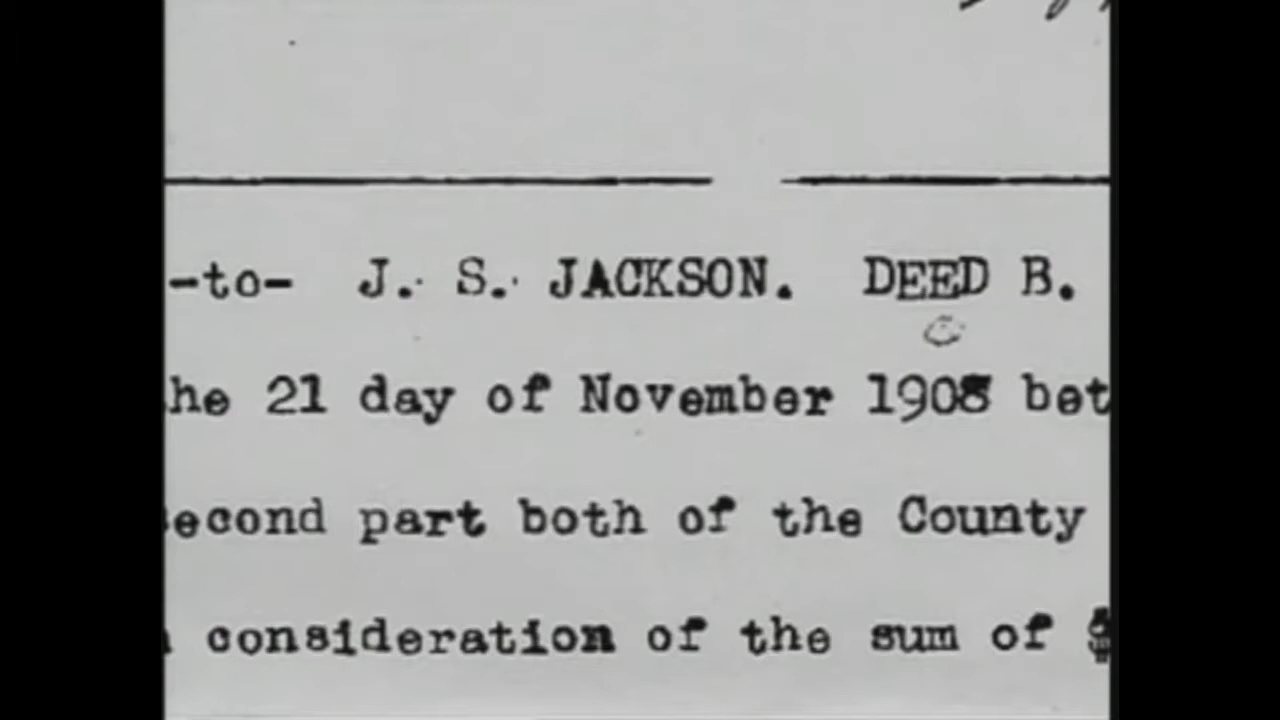 -to- J. S. JACKSON. DEED B.
he 21 day of November 1908 bet
second part both of the County
consideration of the sum of $